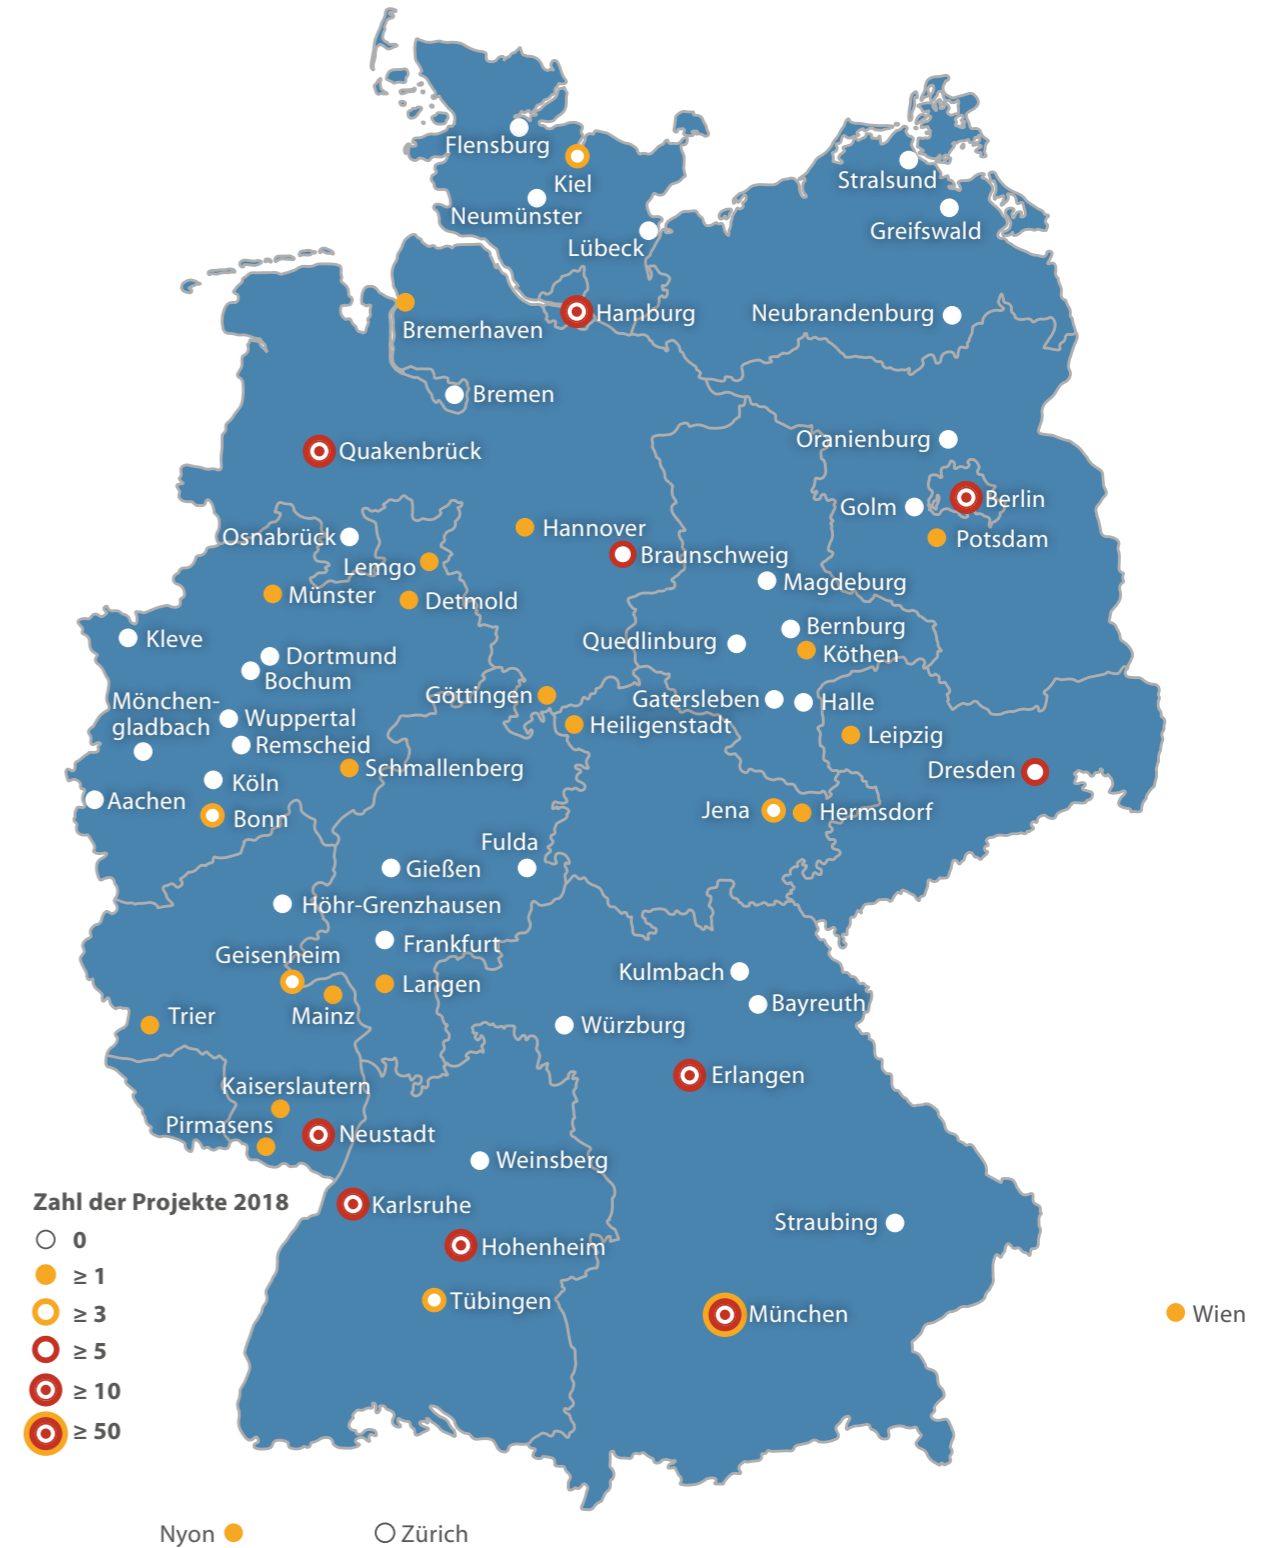 Flensburg
Kiel
Stralsund
Neumünster
Greifswald
Lübeck
Hamburg
Neubrandenburg
Bremerhaven
Bremen
Oranienburg
Quakenbrück
Berlin
Golm
Hannover
Osnabrück
Potsdam
Braunschweig
Lemgo
Magdeburg
Münster
Detmold
Bernburg
Kleve
Quedlinburg
Köthen
Dortmund
Bochum
Göttingen
Gatersleben
Halle
Mönchen-
gladbach
Wuppertal
Heiligenstadt
Leipzig
Remscheid
Schmallenberg
Dresden
Köln
Aachen
Bonn
Jena
Hermsdorf
Fulda
Gießen
Höhr-Grenzhausen
Frankfurt
Geisenheim
Kulmbach
Langen
Bayreuth
Trier
Mainz
Würzburg
Erlangen
Kaiserslautern
Pirmasens
Neustadt
Weinsberg
Zahl der Projekte 2018
Karlsruhe
Straubing
0
Hohenheim
≥ 1
Tübingen
≥ 3
München
Wien
≥ 5
≥ 10
≥ 50
Nyon
Zürich